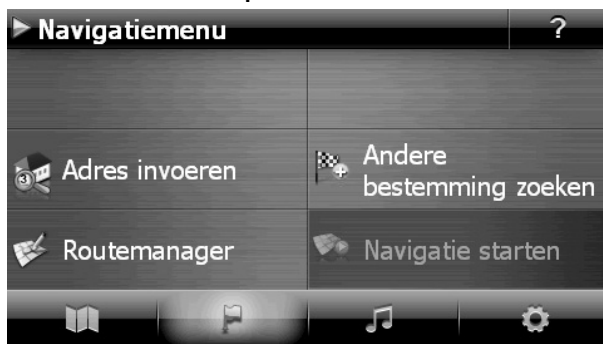 Navigatiemenu
?
Adres invoeren
Andere
bestemming zoeken
Routemanager
Navigatie starten